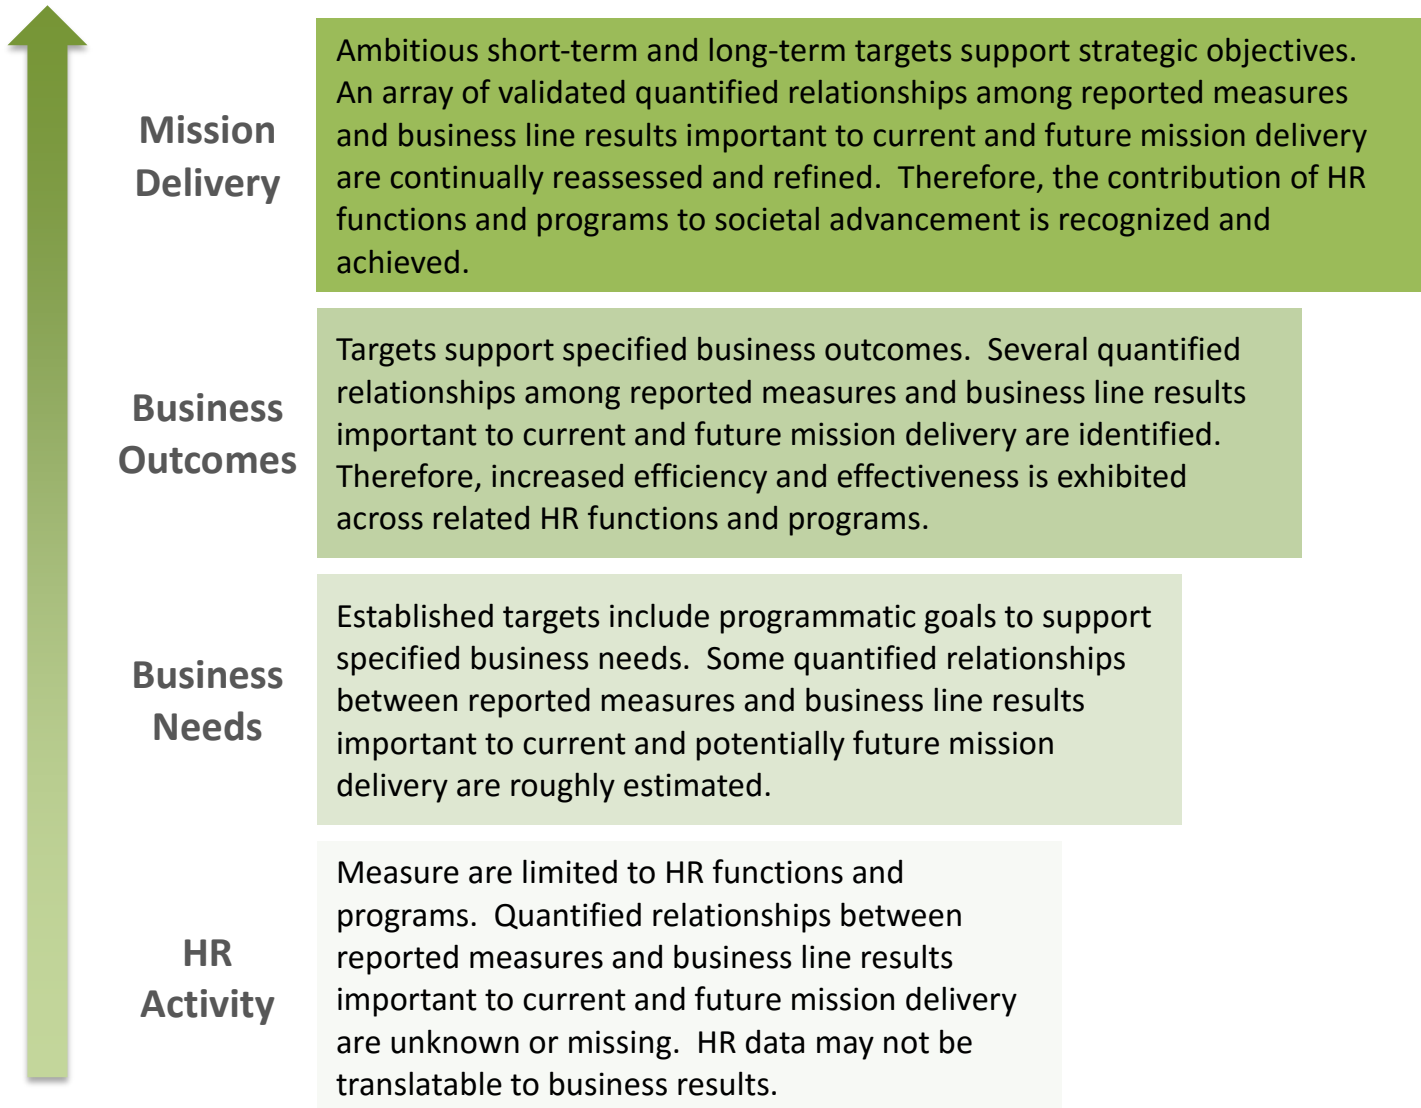 Mission
Delivery
Ambitious short-term and long-term targets support strategic objectives.
An array of validated quantified relationships among reported measures
and business line results important to current and future mission delivery
are continually reassessed and refined.  Therefore, the contribution of HR
functions and programs to societal advancement is recognized and
achieved.
Business
Outcomes
Targets support specified business outcomes.  Several quantified
relationships among reported measures and business line results
important to current and future mission delivery are identified.
Therefore, increased efficiency and effectiveness is exhibited
across related HR functions and programs.
Business
Needs
Established targets include programmatic goals to support
specified business needs.  Some quantified relationships
between reported measures and business line results
important to current and potentially future mission
delivery are roughly estimated.
HR
Activity
Measure are limited to HR functions and
programs.  Quantified relationships between
reported measures and business line results
important to current and future mission delivery
are unknown or missing.  HR data may not be
translatable to business results.